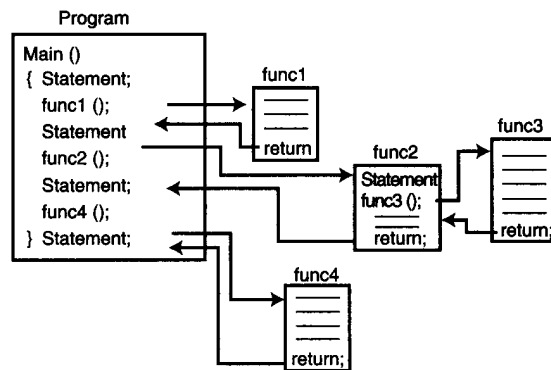 Program
Main ()
{ Statement;
func1 ();
Statement
func2 ();
Statement;
func4 ();
} Statement;
func1
return
func2
Statement
func3 ();
return;
func3
return;
func4
return;